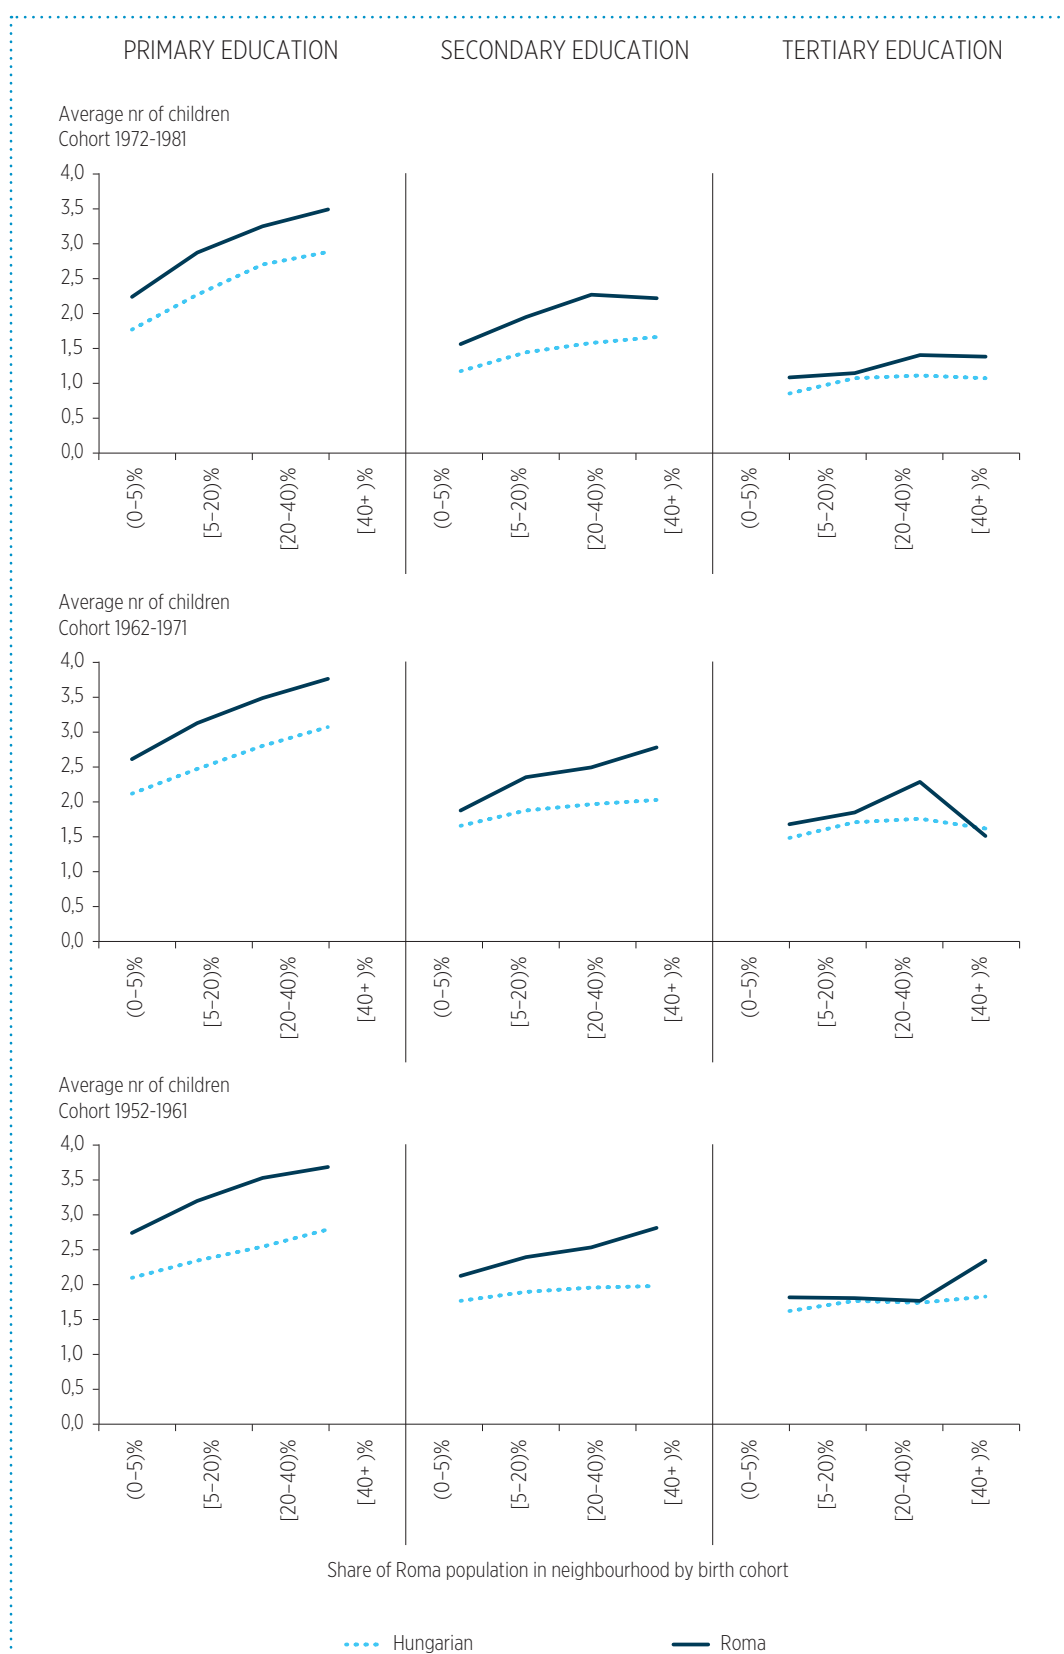 PRIMARY EDUCATION SECONDARY EDUCATION TERTIARY EDUCATION
Average nr of children
Cohort 1972-1981
4,0
3,5
3,0
2,5
2,0
1,5
1,0
0,5
0,0
(0–5)% [5–20)% [20–40)% [40+ )% (0–5)% [5–20)% [20–40)% [40+ )% (0–5)% [5–20)% [20–40)% [40+ )%
Average nr of children
Cohort 1962-1971
4,0
3,5
3,0
2,5
2,0
1,5
1,0
0,5
0,0
(0–5)% [5–20)% [20–40)% [40+ )% (0–5)% [5–20)% [20–40)% [40+ )% (0–5)% [5–20)% [20–40)% [40+ )%
Average nr of children
Cohort 1952-1961
4,0
3,5
3,0
2,5
2,0
1,5
1,0
0,5
0,0
(0–5)% [5–20)% [20–40)% [40+ )% (0–5)% [5–20)% [20–40)% [40+ )% (0–5)% [5–20)% [20–40)% [40+ )%
Share of Roma population in neighbourhood by birth cohort
Hungarian Roma